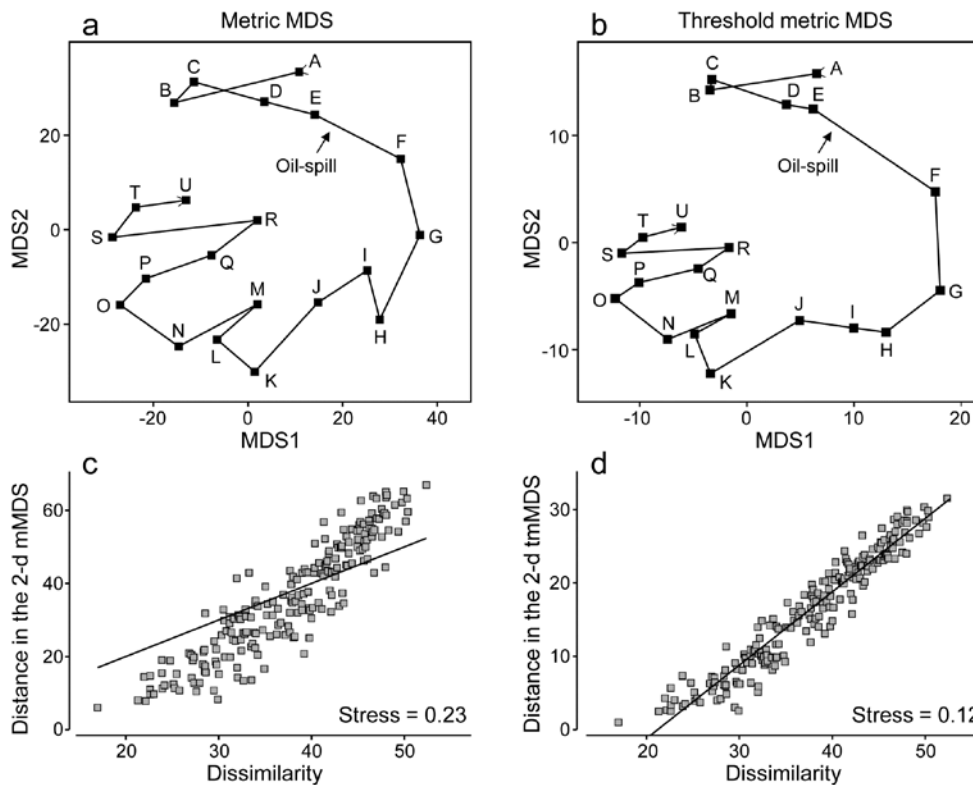 a
Metric MDS
A
B
C
D
E
F
G
H
I
J
K
L
M
N
O
P
Q
R
S
T
U
Oil-spill
MDS2
20
0
-20
-20
0
20
40
MDS1
b
Threshold metric MDS
A
B
C
D
E
F
G
H
I
J
K
L
M
N
O
P
Q
R
S
T
U
Oil-spill
MDS2
10
0
-10
-10
0
10
20
MDS1
c
Distance in the 2-d mMDS
60
40
20
0
20
30
40
50
Dissimilarity
Stress = 0.23
d
Distance in the 2-d tmMDS
30
20
10
0
20
30
40
50
Dissimilarity
Stress = 0.12